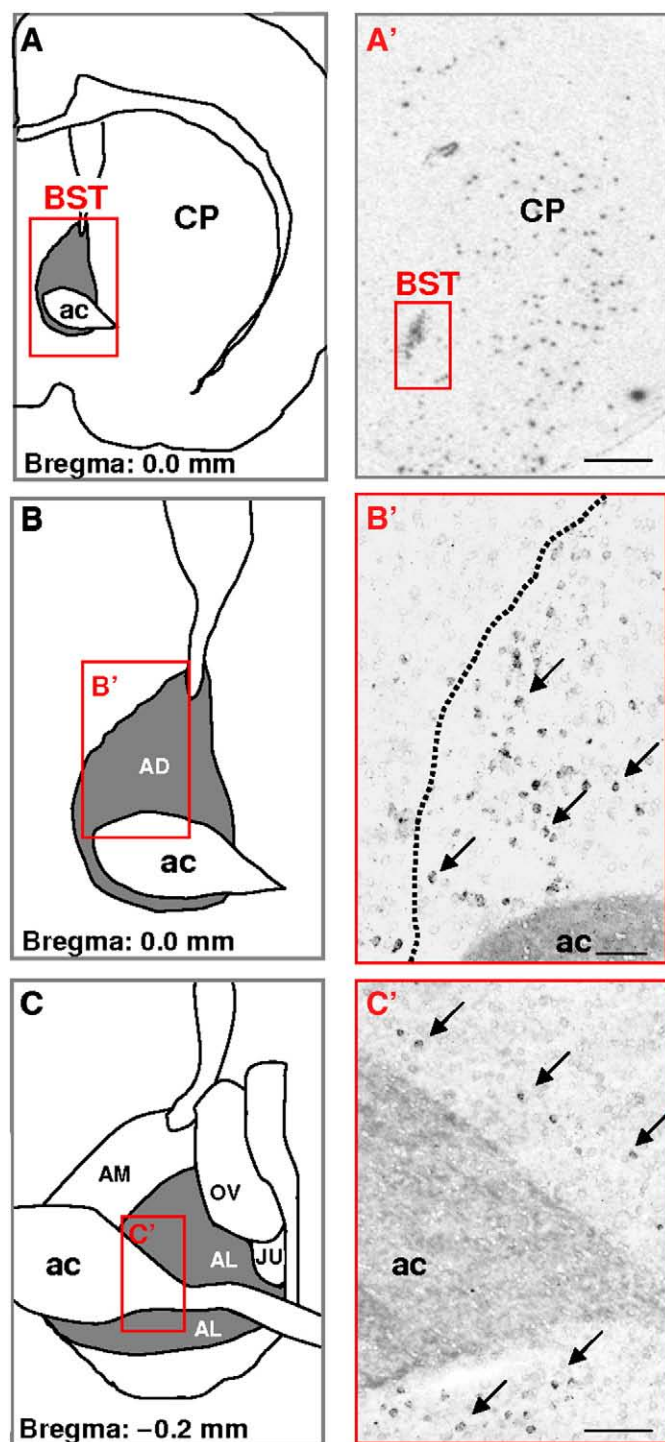 A
BST
CP
ac
Bregma: 0.0 mm
A’
CP
BST
B
B’
AD
ac
Bregma: 0.0 mm
B’
ac
C
AM
OV
C’
AL
JU
ac
AL
Bregma: −0.2 mm
C’
ac